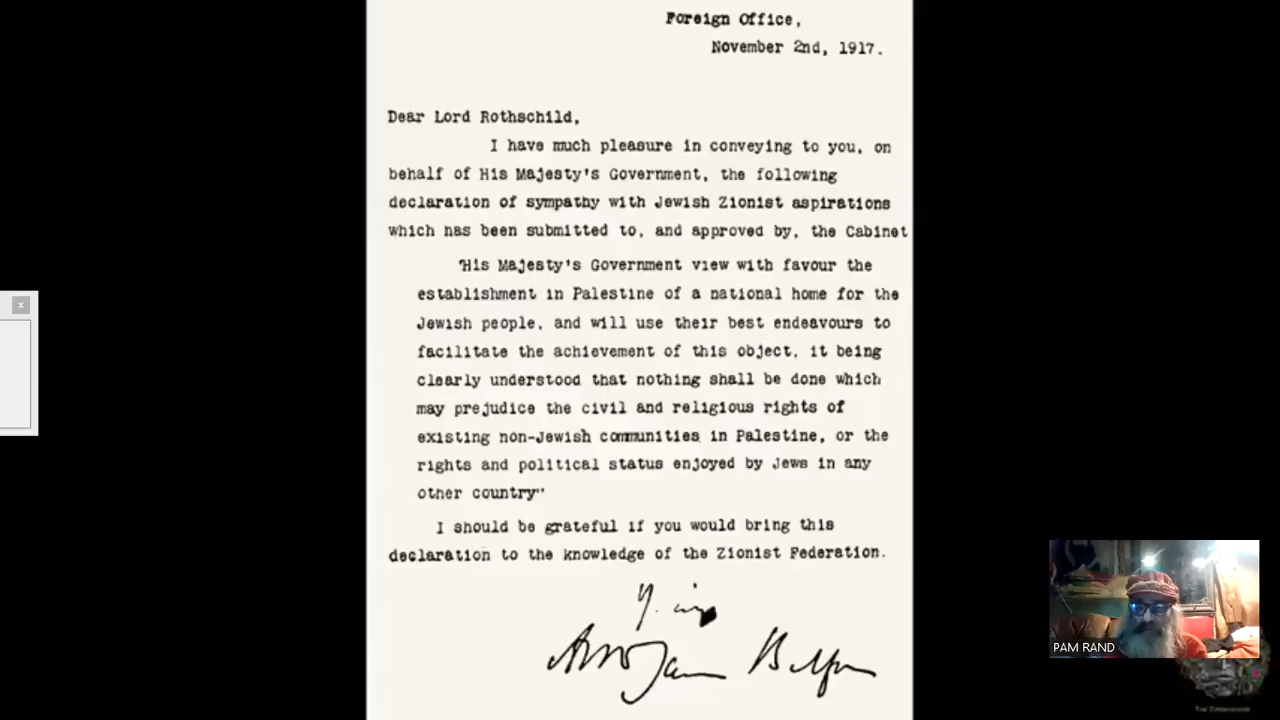 Foreign Office,
November 2nd, 1917.
Dear Lord Rothschild,
I have much pleasure in conveying to you, on
behalf of His Majesty's Government, the following
declaration of sympathy with Jewish Zionist aspirations
which has been submitted to, and approved by, the Cabinet
"His Majesty's Government view with favour the
establishment in Palestine of a national home for the
Jewish people, and will use their best endeavours to
facilitate the achievement of this object, it being
clearly understood that nothing shall be done which
may prejudice the civil and religious rights of
existing non-Jewish communities in Palestine, or the
rights and political status enjoyed by Jews in any
other country"
I should be grateful if you would bring this
declaration to the knowledge of the Zionist Federation.
Arthur James Balfour
x
PAM RAND